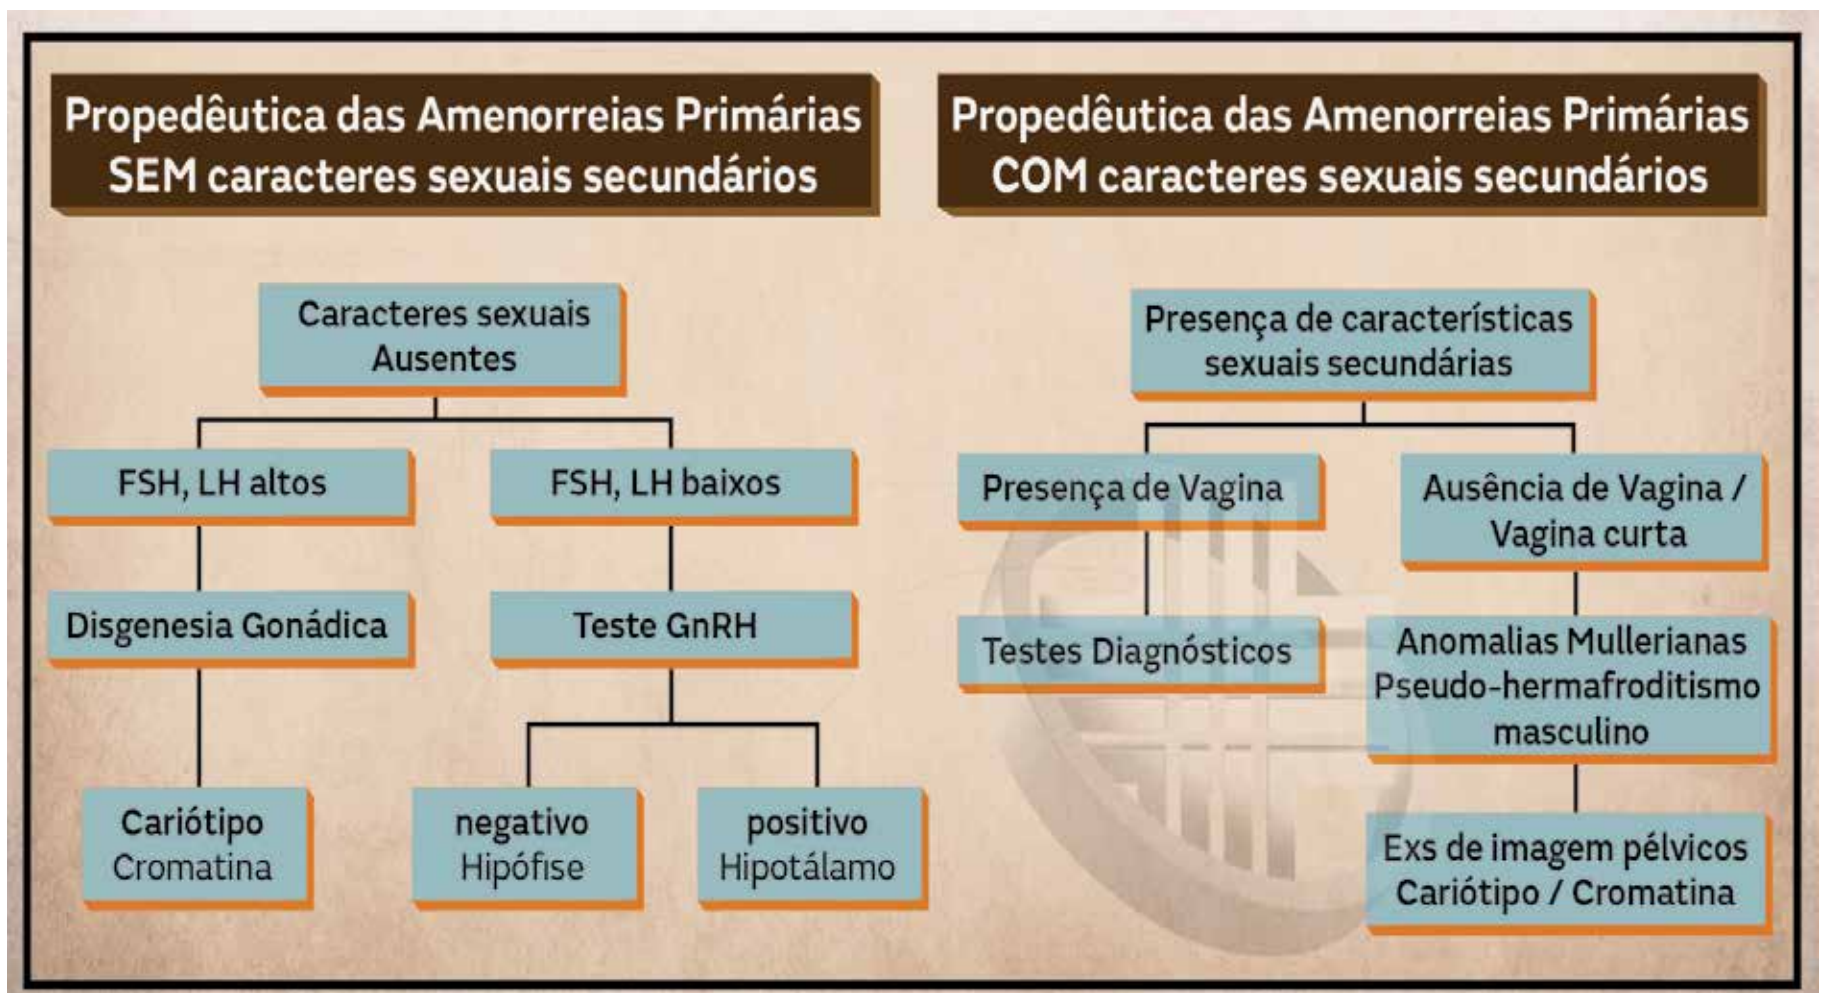 Propedêutica das Amenorreias Primárias
SEM caracteres sexuais secundários
Caracteres sexuais
Ausentes
FSH, LH altos
FSH, LH baixos
Disgenesia Gonádica
Teste GnRH
Cariótipo
Cromatina
negativo
Hipófise
positivo
Hipotálamo
Propedêutica das Amenorreias Primárias
COM caracteres sexuais secundários
Presença de características
sexuais secundárias
Presença de Vagina
Ausência de Vagina /
Vagina curta
Testes Diagnósticos
Anomalias Mullerianas
Pseudo-hermafroditismo
masculino
Exs de imagem pélvicos
Cariótipo / Cromatina